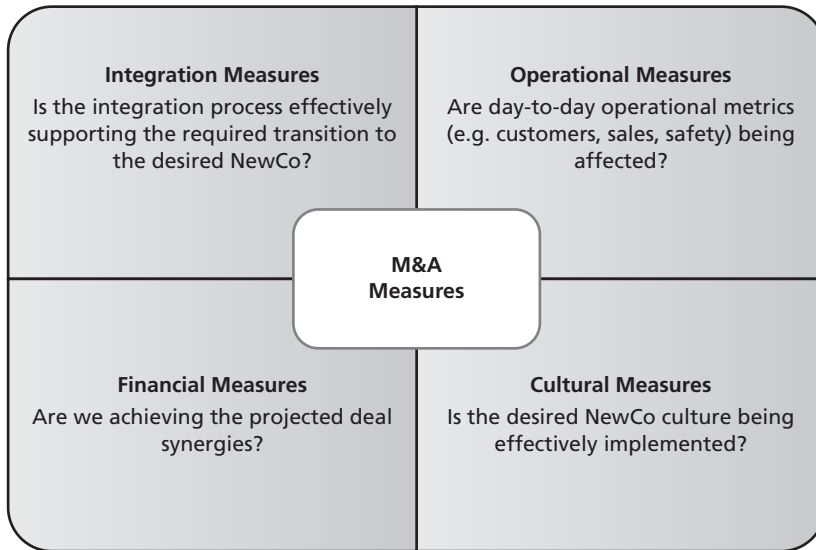 Integration Measures
Is the integration process effectively
supporting the required transition to
the desired NewCo?
Operational Measures
Are day-to-day operational metrics
(e.g. customers, sales, safety) being
affected?
M&A
Measures
Financial Measures
Are we achieving the projected deal
synergies?
Cultural Measures
Is the desired NewCo culture being
effectively implemented?